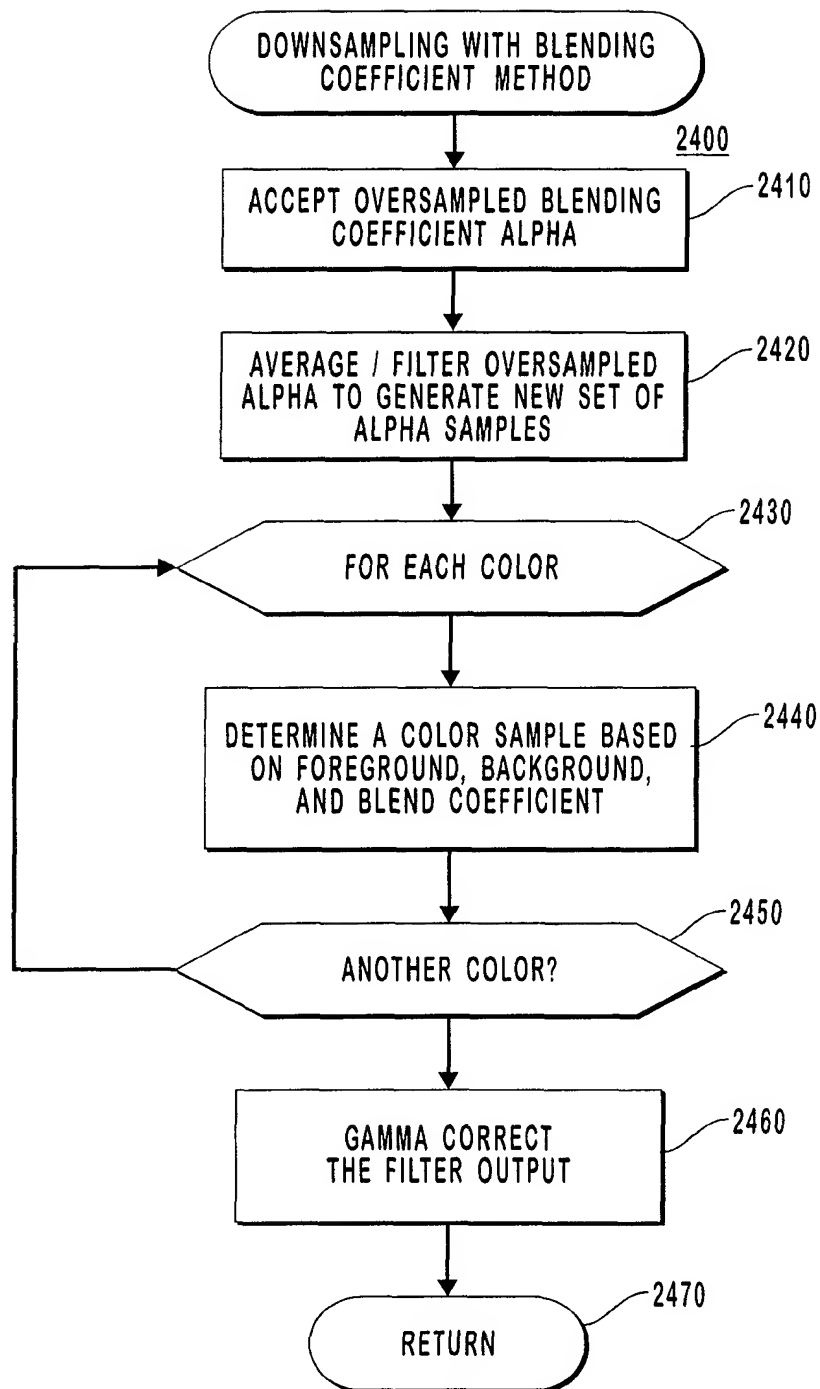 DOWNSAMPLING WITH BLENDING
COEFFICIENT METHOD
2400
2410
ACCEPT OVERSAMPLED BLENDING
COEFFICIENT ALPHA
2420
AVERAGE / FILTER OVERSAMPLED
ALPHA TO GENERATE NEW SET OF
ALPHA SAMPLES
2430
FOR EACH COLOR
2440
DETERMINE A COLOR SAMPLE BASED
ON FOREGROUND, BACKGROUND,
AND BLEND COEFFICIENT
2450
ANOTHER COLOR?
2460
GAMMA CORRECT
THE FILTER OUTPUT
2470
RETURN